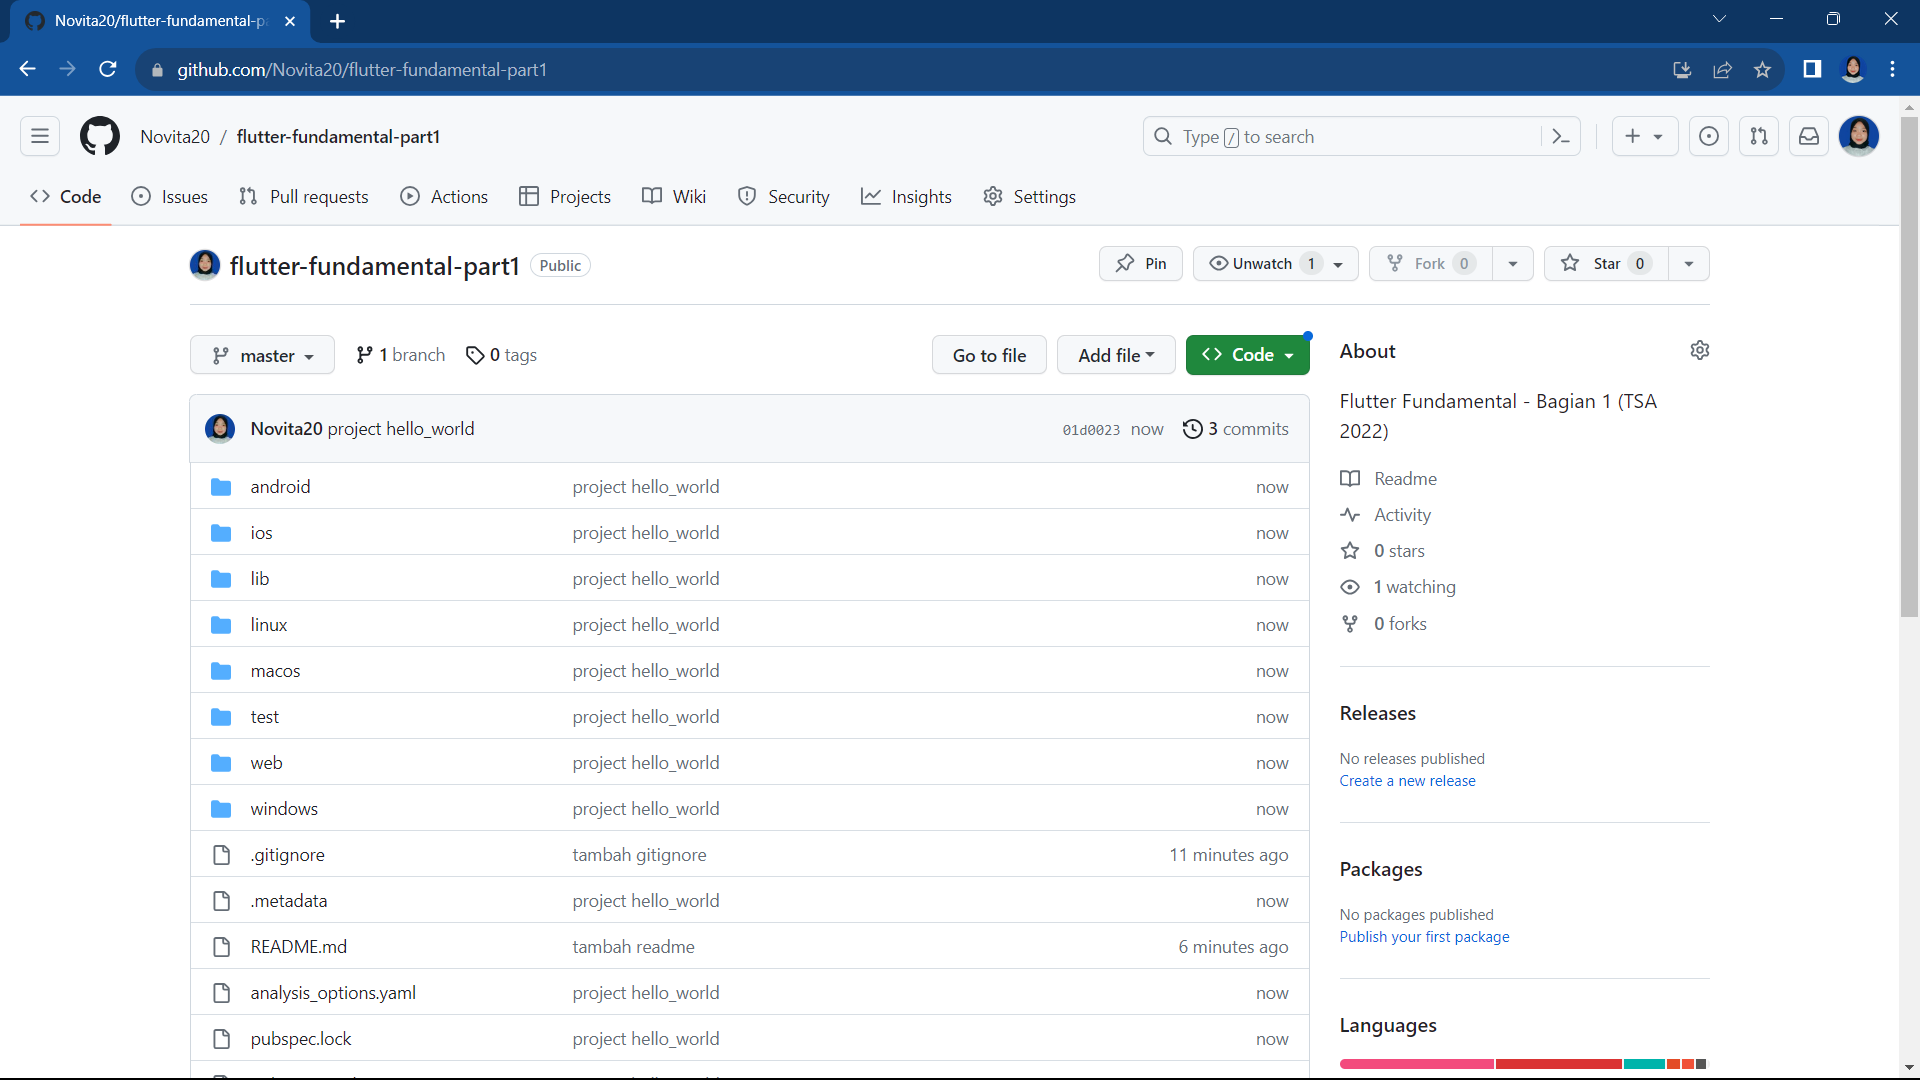 Novita20/flutter-fundamental-pa
github.com/Novita20/flutter-fundamental-part1
Novita20 / flutter-fundamental-part1
Type / to search
Code Issues Pull requests Actions Projects Wiki Security Insights Settings
flutter-fundamental-part1 Public
Pin Unwatch 1 Fork 0 Star 0
master 1 branch 0 tags Go to file Add file Code
Novita20 project hello_world 01d0023 now 3 commits
android project hello_world now
ios project hello_world now
lib project hello_world now
linux project hello_world now
macos project hello_world now
test project hello_world now
web project hello_world now
windows project hello_world now
.gitignore tambah gitignore 11 minutes ago
.metadata project hello_world now
README.md tambah readme 6 minutes ago
analysis_options.yaml project hello_world now
pubspec.lock project hello_world now
About
Flutter Fundamental - Bagian 1 (TSA
2022)
Readme
Activity
0 stars
1 watching
0 forks
Releases
No releases published
Create a new release
Packages
No packages published
Publish your first package
Languages